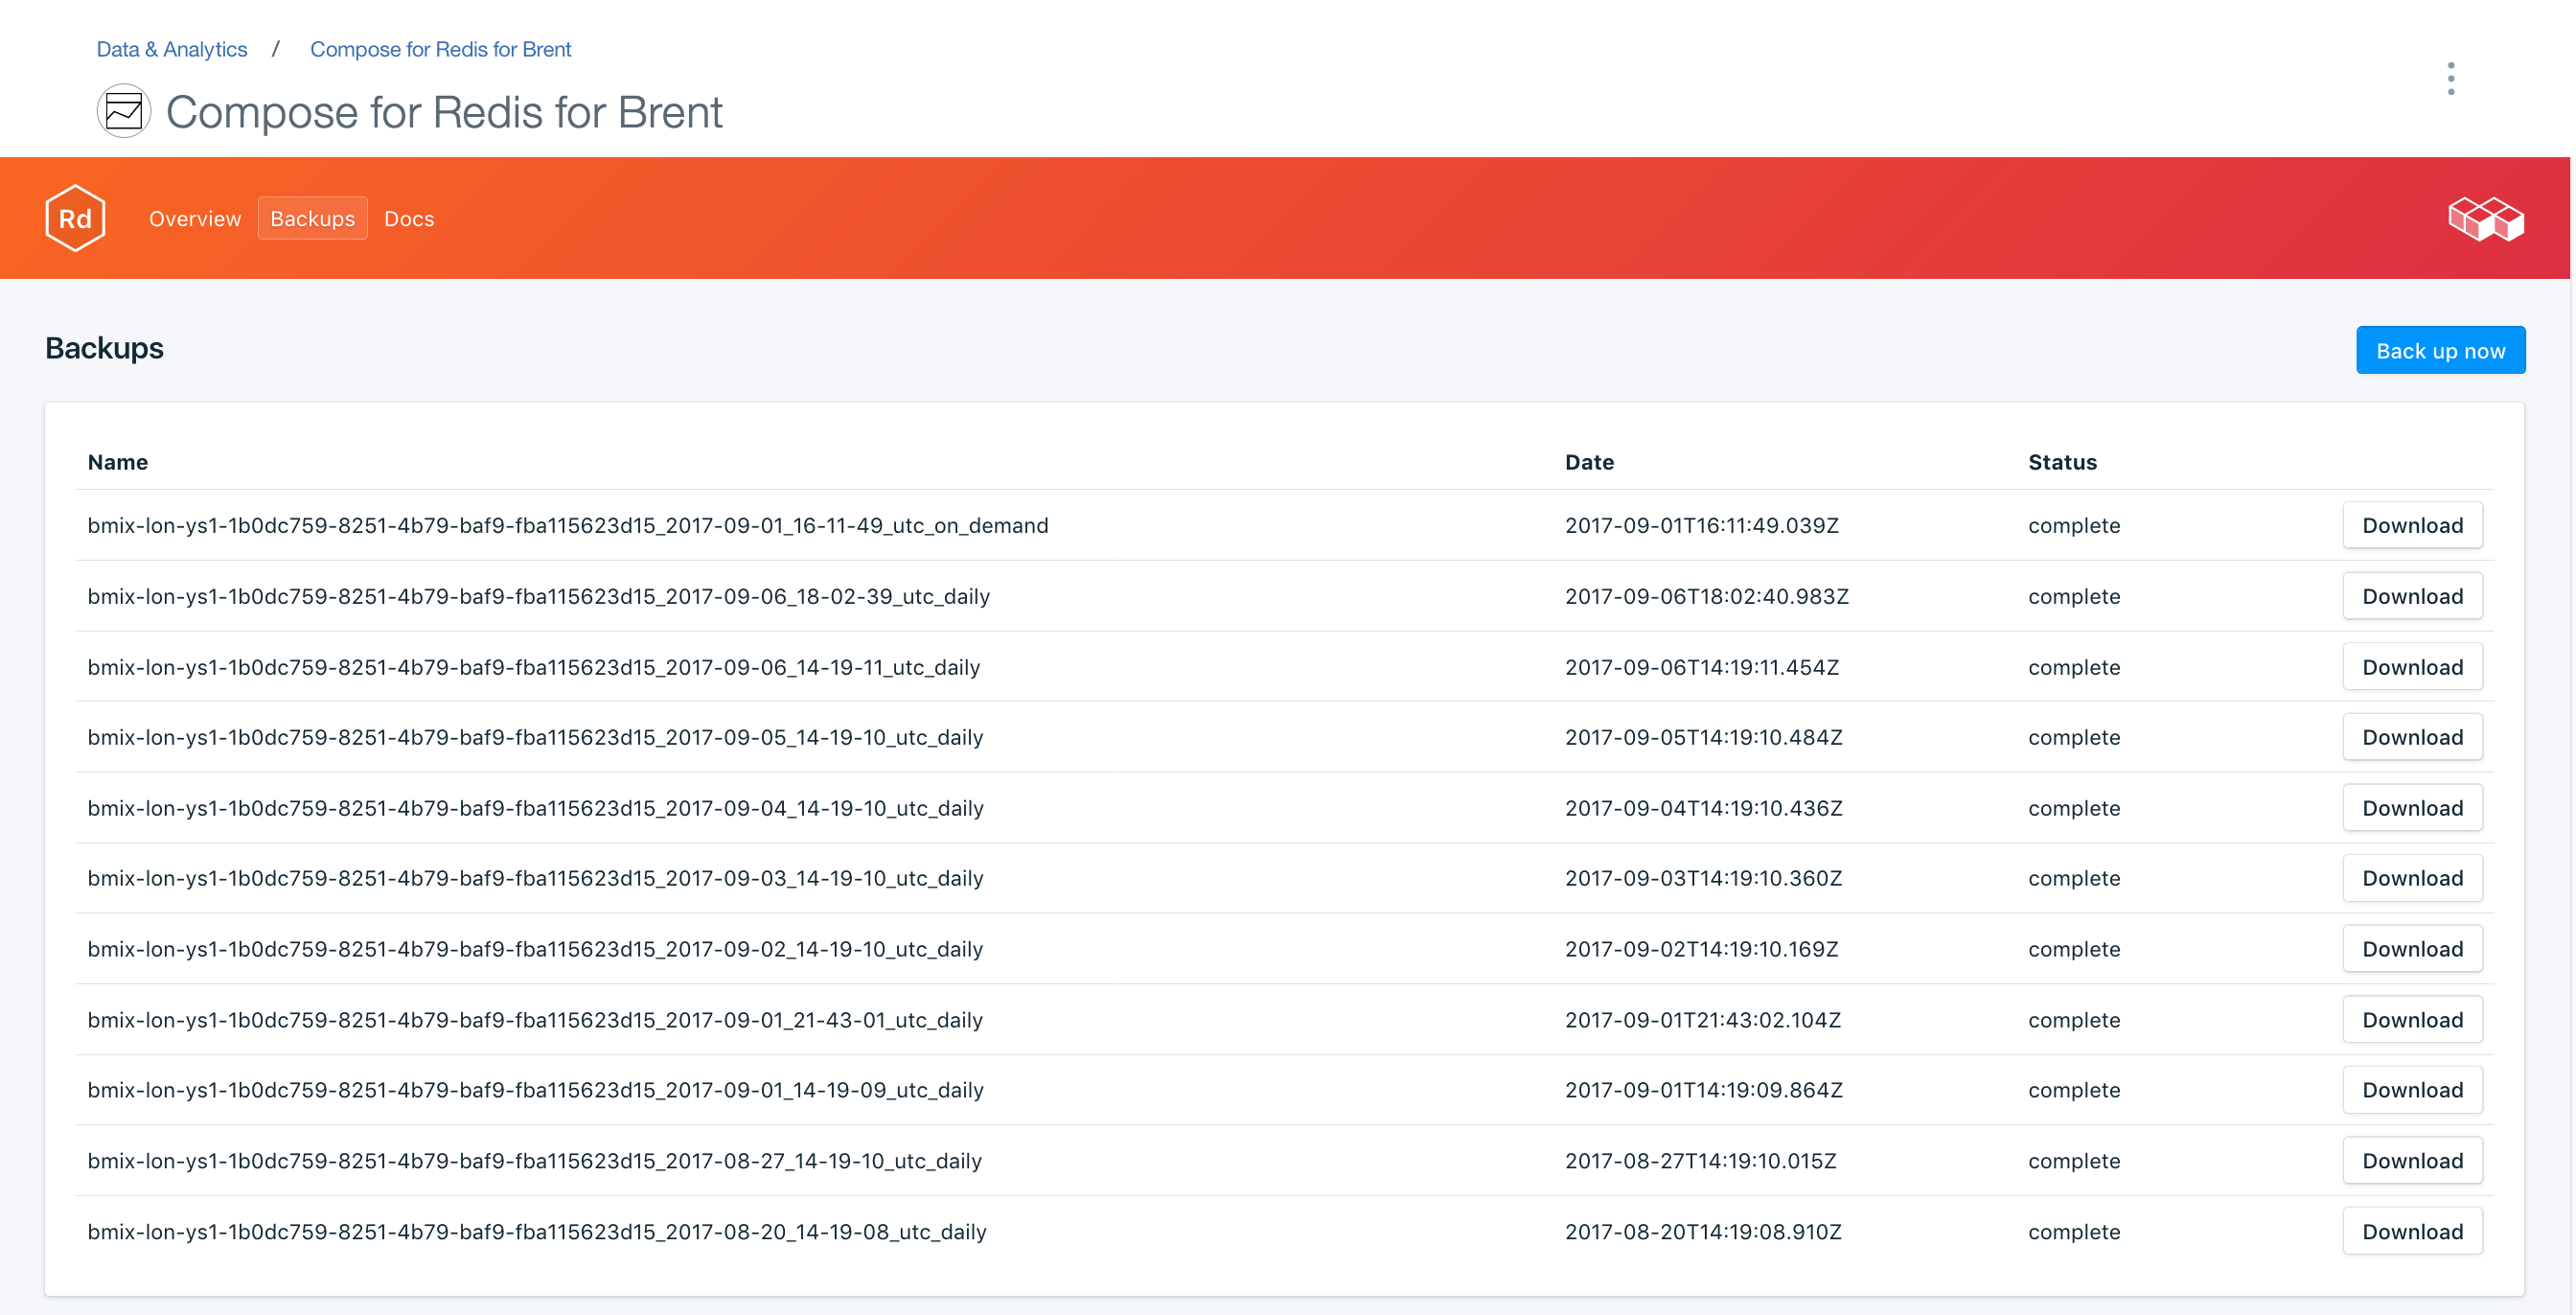 Data & Analytics / Compose for Redis for Brent
Compose for Redis for Brent
Rd Overview Backups Docs
Backups Back up now
Name Date Status
bmix-lon-ys1-1b0dc759-8251-4b79-baf9-fba115623d15_2017-09-01_16-11-49_utc_on_demand 2017-09-01T16:11:49.039Z complete Download
bmix-lon-ys1-1b0dc759-8251-4b79-baf9-fba115623d15_2017-09-06_18-02-39_utc_daily 2017-09-06T18:02:40.983Z complete Download
bmix-lon-ys1-1b0dc759-8251-4b79-baf9-fba115623d15_2017-09-06_14-19-11_utc_daily 2017-09-06T14:19:11.454Z complete Download
bmix-lon-ys1-1b0dc759-8251-4b79-baf9-fba115623d15_2017-09-05_14-19-10_utc_daily 2017-09-05T14:19:10.484Z complete Download
bmix-lon-ys1-1b0dc759-8251-4b79-baf9-fba115623d15_2017-09-04_14-19-10_utc_daily 2017-09-04T14:19:10.436Z complete Download
bmix-lon-ys1-1b0dc759-8251-4b79-baf9-fba115623d15_2017-09-03_14-19-10_utc_daily 2017-09-03T14:19:10.360Z complete Download
bmix-lon-ys1-1b0dc759-8251-4b79-baf9-fba115623d15_2017-09-02_14-19-10_utc_daily 2017-09-02T14:19:10.169Z complete Download
bmix-lon-ys1-1b0dc759-8251-4b79-baf9-fba115623d15_2017-09-01_21-43-01_utc_daily 2017-09-01T21:43:02.104Z complete Download
bmix-lon-ys1-1b0dc759-8251-4b79-baf9-fba115623d15_2017-09-01_14-19-09_utc_daily 2017-09-01T14:19:09.864Z complete Download
bmix-lon-ys1-1b0dc759-8251-4b79-baf9-fba115623d15_2017-08-27_14-19-10_utc_daily 2017-08-27T14:19:10.015Z complete Download
bmix-lon-ys1-1b0dc759-8251-4b79-baf9-fba115623d15_2017-08-20_14-19-08_utc_daily 2017-08-20T14:19:08.910Z complete Download